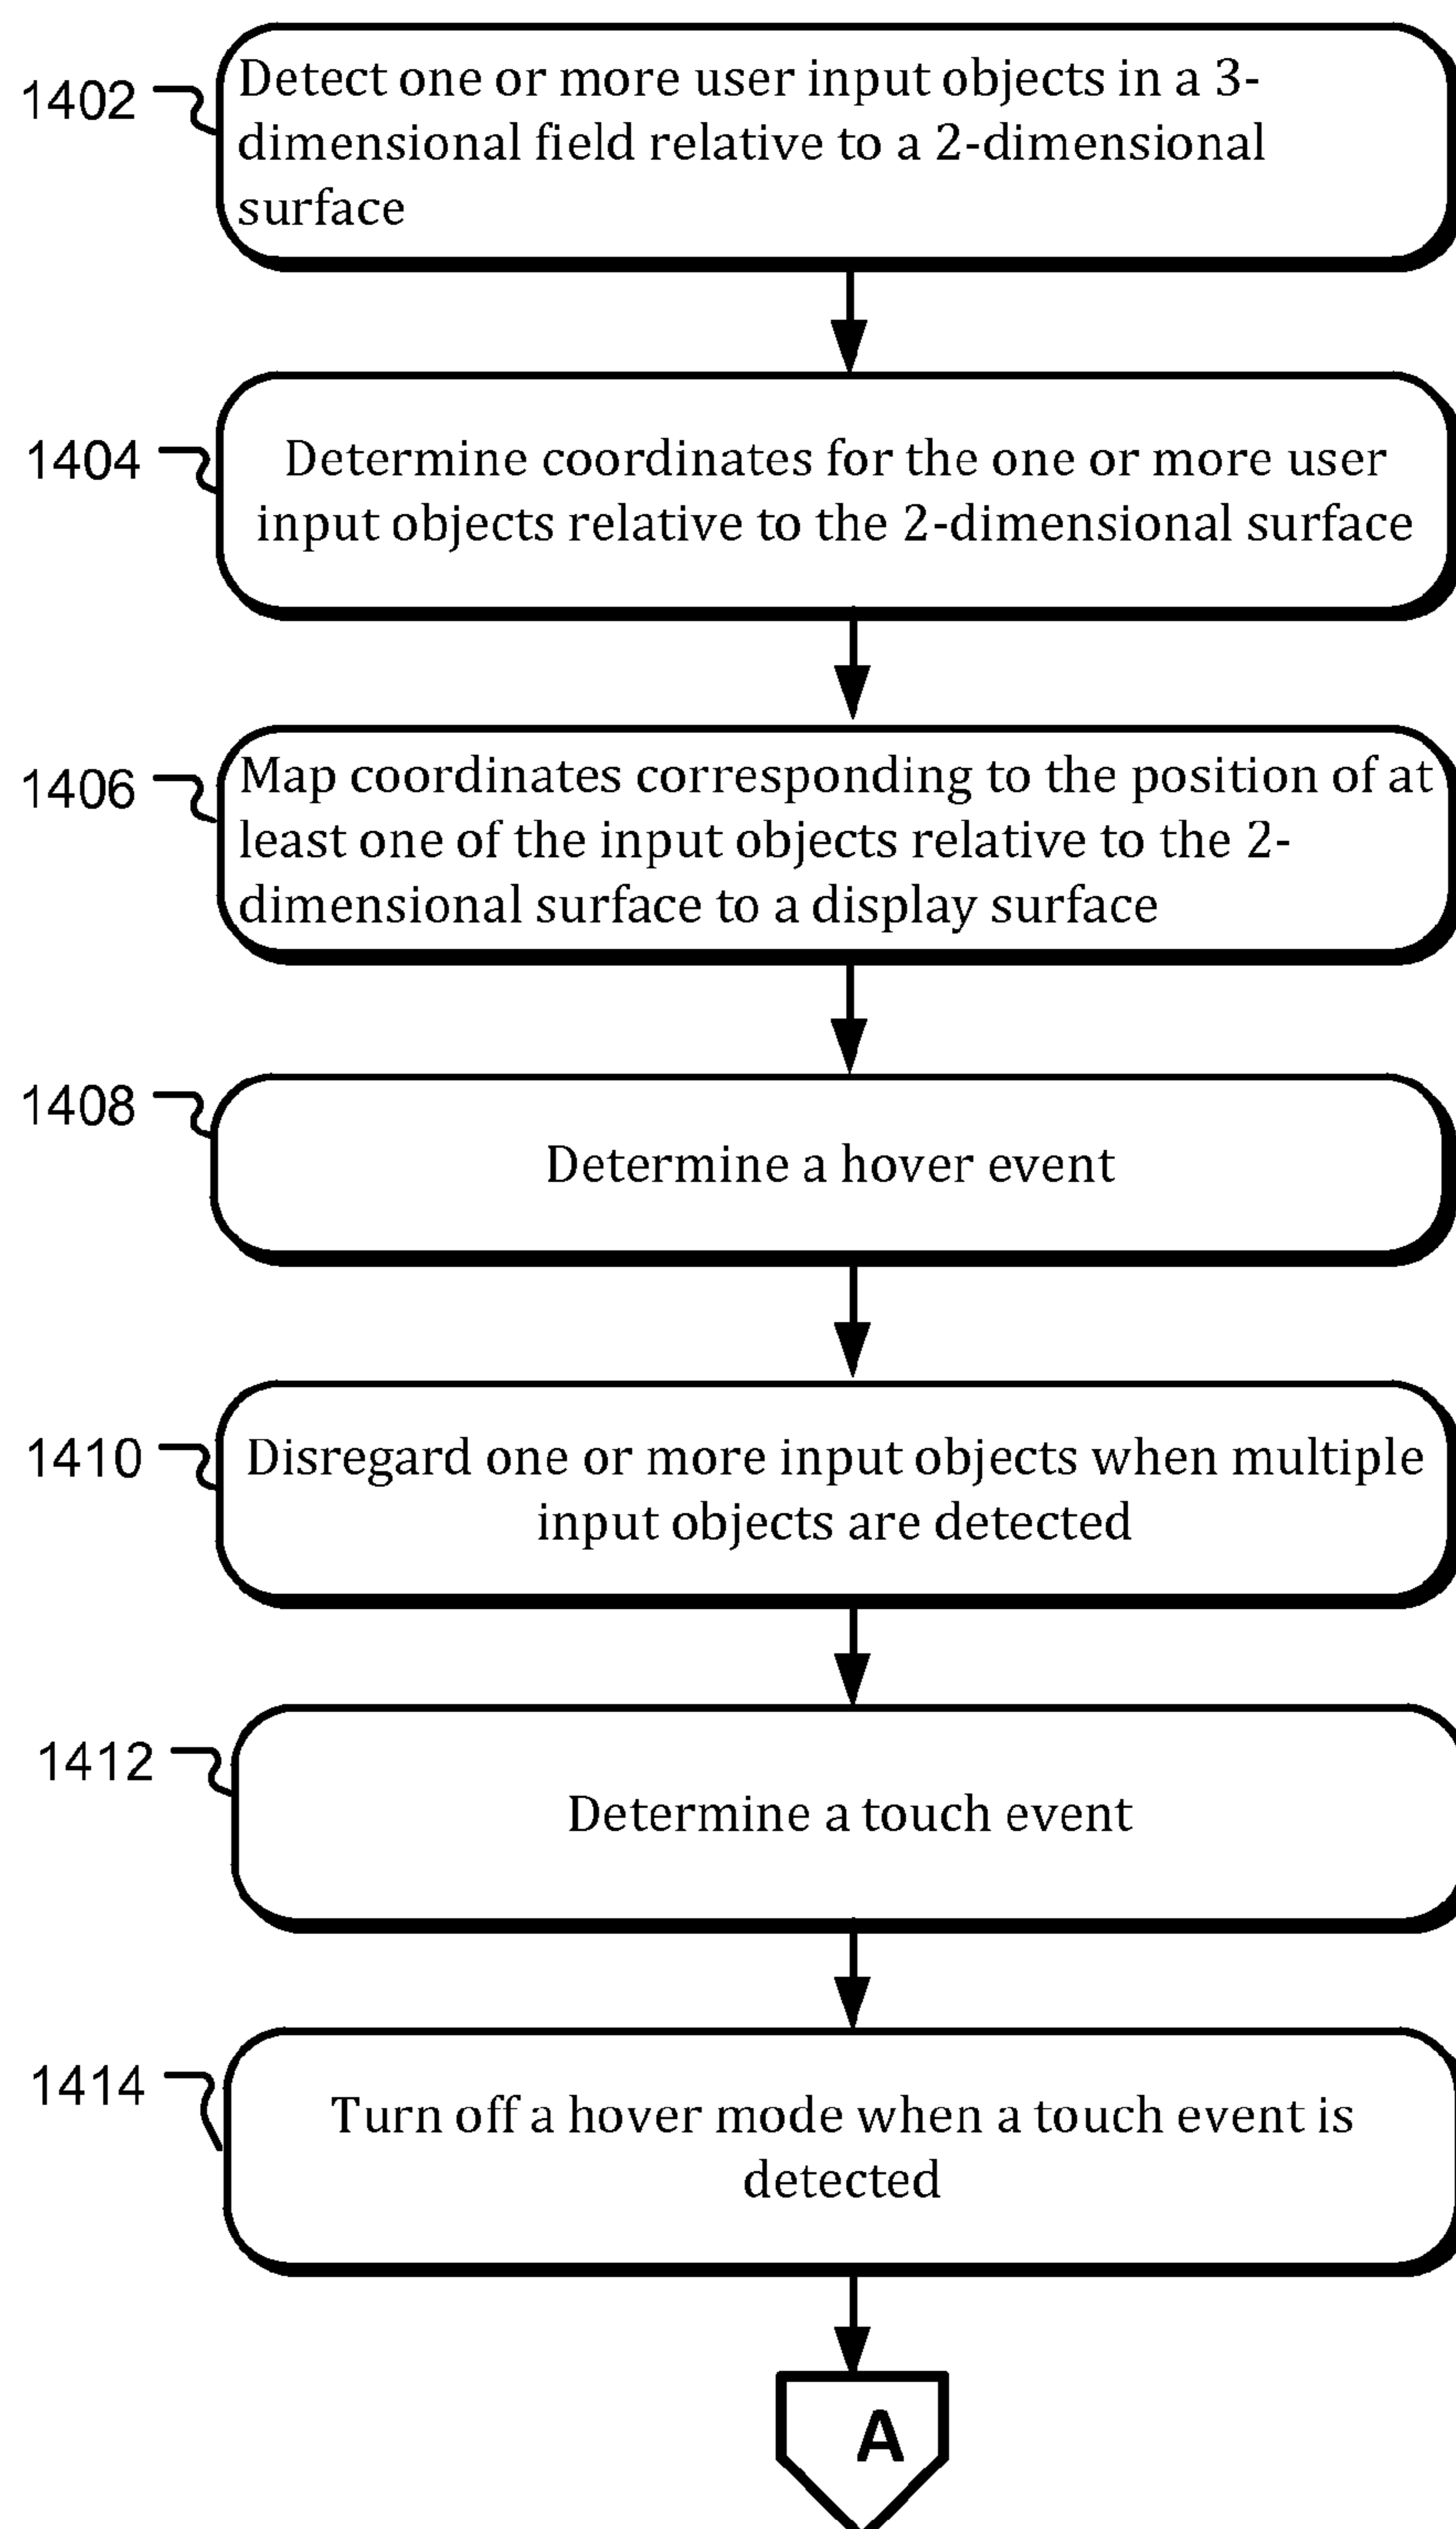 1402
Detect one or more user input objects in a 3-
dimensional field relative to a 2-dimensional
surface
1404
Determine coordinates for the one or more user
input objects relative to the 2-dimensional surface
1406
Map coordinates corresponding to the position of at
least one of the input objects relative to the 2-
dimensional surface to a display surface
1408
Determine a hover event
1410
Disregard one or more input objects when multiple
input objects are detected
1412
Determine a touch event
1414
Turn off a hover mode when a touch event is
detected
A